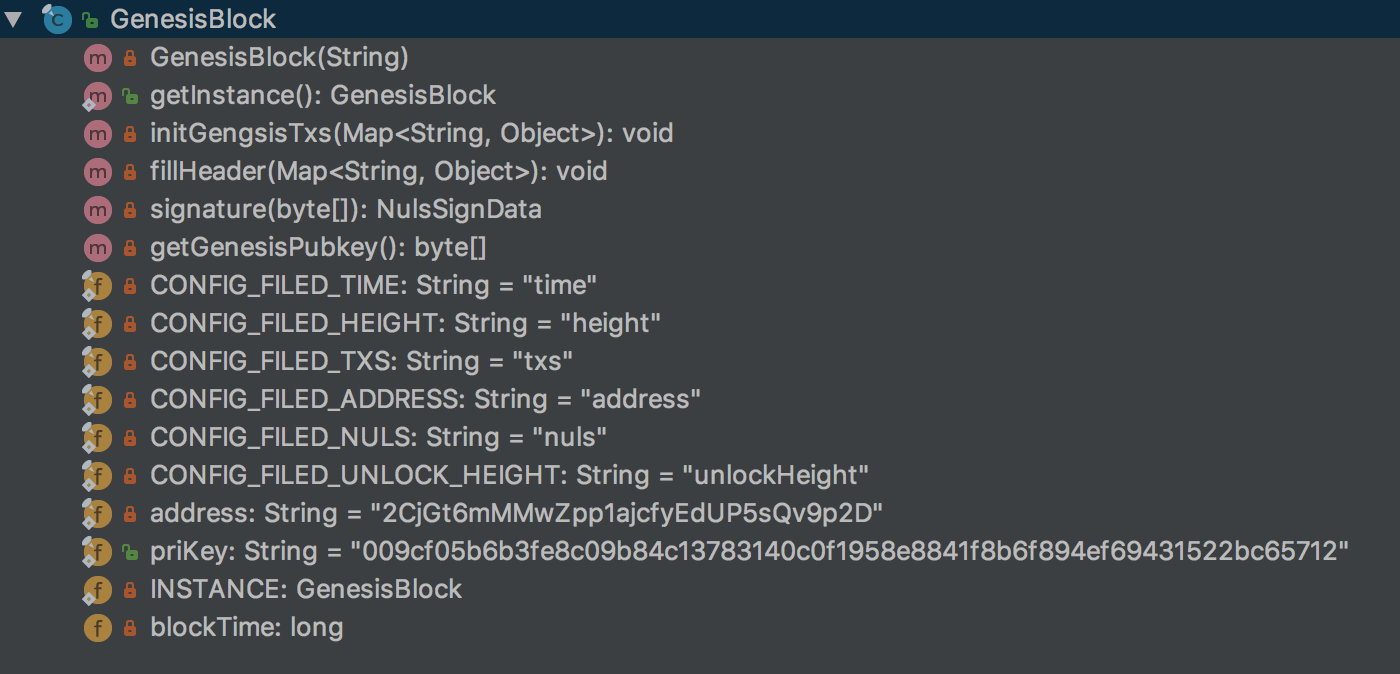 GenesisBlock
GenesisBlock(String)
getInstance(): GenesisBlock
initGengsisTxs(Map<String, Object>): void
fillHeader(Map<String, Object>): void
signature(byte[]): NulsSignData
getGenesisPubkey(): byte[]
CONFIG_FILED_TIME: String = "time"
CONFIG_FILED_HEIGHT: String = "height"
CONFIG_FILED_TXS: String = "txs"
CONFIG_FILED_ADDRESS: String = "address"
CONFIG_FILED_NULS: String = "nuls"
CONFIG_FILED_UNLOCK_HEIGHT: String = "unlockHeight"
address: String = "2CjGt6mMMwZpp1ajcfyEdUP5sQv9p2D"
priKey: String = "009cf05b6b3fe8c09b84c13783140c0f1958e8841f8b6f894ef69431522bc65712"
INSTANCE: GenesisBlock
blockTime: long